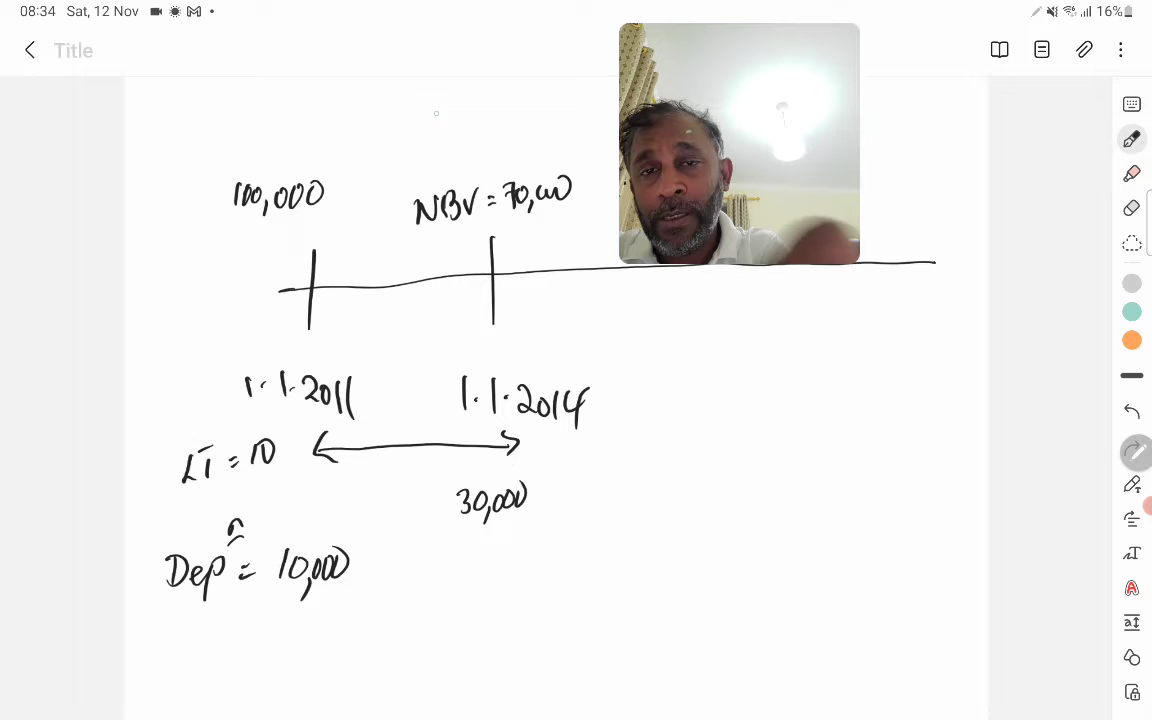 08:34 Sat, 12 Nov
16%
Title
100,000
NBV = 70,000
1.1.2011
1.1.2014
LT = 10
30,000
Dep = 10,000